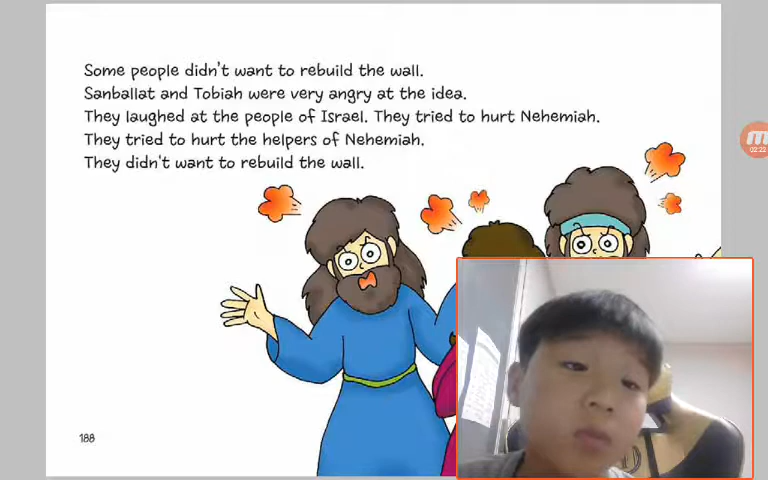 Some people didn't want to rebuild the wall.
Sanballat and Tobiah were very angry at the idea.
They laughed at the people of Israel. They tried to hurt Nehemiah.
They tried to hurt the helpers of Nehemiah.
They didn't want to rebuild the wall.
02:22
188